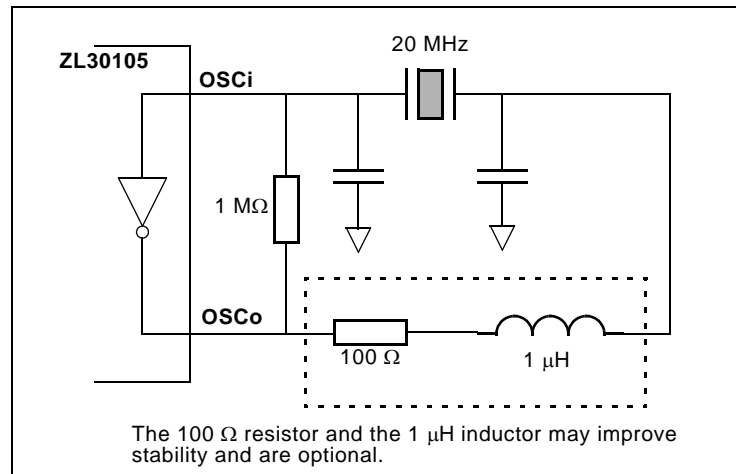 20 MHz
ZL30105
OSCi
1 MΩ
OSCo
100 Ω
1 μH
The 100 Ω resistor and the 1 μH inductor may improve
stability and are optional.